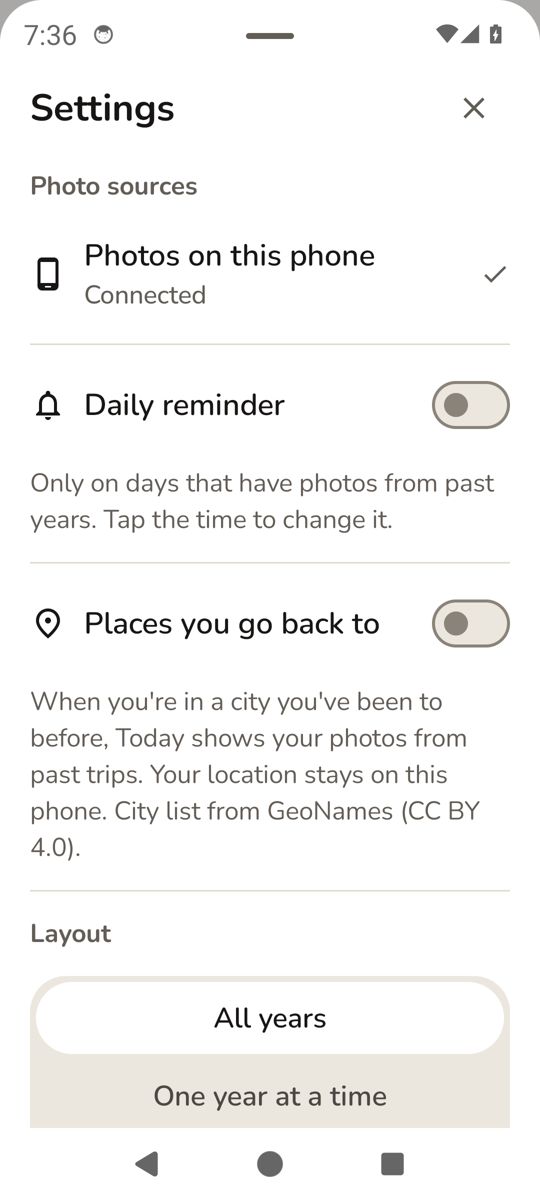 7:36
Settings
Photo sources
Photos on this phone
Connected
Daily reminder
Only on days that have photos from past
years. Tap the time to change it.
Places you go back to
When you're in a city you've been to
before, Today shows your photos from
past trips. Your location stays on this
phone. City list from GeoNames (CC BY
4.0).
Layout
All years
One year at a time